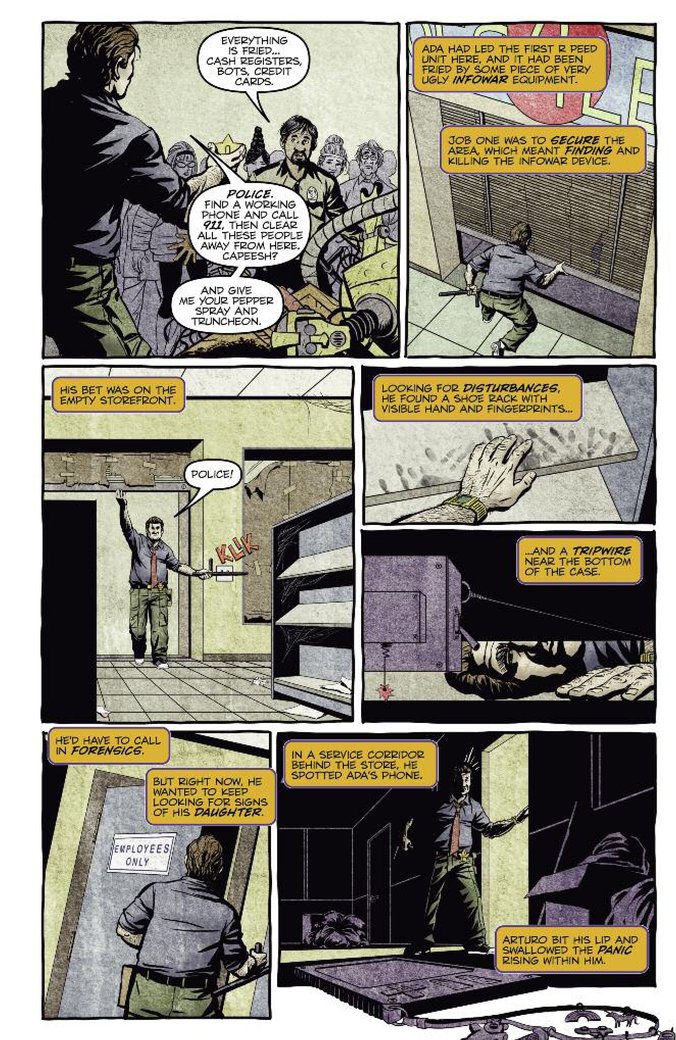 EVERYTHING
IS FRIED...
CASH REGISTERS,
BOTS, CREDIT
CARDS.
POLICE.
FIND A WORKING
PHONE AND CALL
911, THEN CLEAR
ALL THESE PEOPLE
AWAY FROM HERE.
CAPEESH?
AND GIVE
ME YOUR PEPPER
SPRAY AND
TRUNCHEON.
ADA HAD LED THE FIRST R PEED
UNIT HERE, AND IT HAD BEEN
FRIED BY SOME PIECE OF VERY
UGLY INFOWAR EQUIPMENT.
JOB ONE WAS TO SECURE THE
AREA, WHICH MEANT FINDING AND
KILLING THE INFOWAR DEVICE.
HIS BET WAS ON THE
EMPTY STOREFRONT.
POLICE!
KLIK
LOOKING FOR DISTURBANCES,
HE FOUND A SHOE RACK WITH
VISIBLE HAND AND FINGERPRINTS...
...AND A TRIPWIRE
NEAR THE BOTTOM
OF THE CASE.
HE'D HAVE TO CALL
IN FORENSICS.
BUT RIGHT NOW, HE
WANTED TO KEEP
LOOKING FOR SIGNS
OF HIS DAUGHTER.
EMPLOYEES
ONLY
IN A SERVICE CORRIDOR
BEHIND THE STORE, HE
SPOTTED ADA'S PHONE.
ARTURO BIT HIS LIP AND
SWALLOWED THE PANIC
RISING WITHIN HIM.